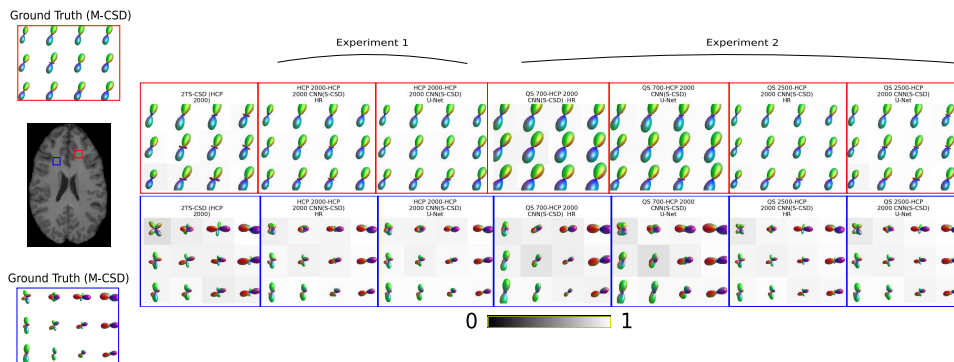 Ground Truth (M-CSD)
Experiment 1
Experiment 2
2TS-CSD (HCP
2000)
HCP 2000-HCP
2000 CNN(S-CSD)
HR
HCP 2000-HCP
2000 CNN(S-CSD)
U-Net
QS 700-HCP 2000
CNN(S-CSD) HR
QS 700-HCP 2000
CNN(S-CSD)
U-Net
QS 2500-HCP
2000 CNN(S-CSD)
HR
QS 2500-HCP
2000 CNN(S-CSD)
U-Net
2TS-CSD (HCP
2000)
HCP 2000-HCP
2000 CNN(S-CSD)
HR
HCP 2000-HCP
2000 CNN(S-CSD)
U-Net
QS 700-HCP 2000
CNN(S-CSD) HR
QS 700-HCP 2000
CNN(S-CSD)
U-Net
QS 2500-HCP
2000 CNN(S-CSD)
HR
QS 2500-HCP
2000 CNN(S-CSD)
U-Net
Ground Truth (M-CSD)
0 1